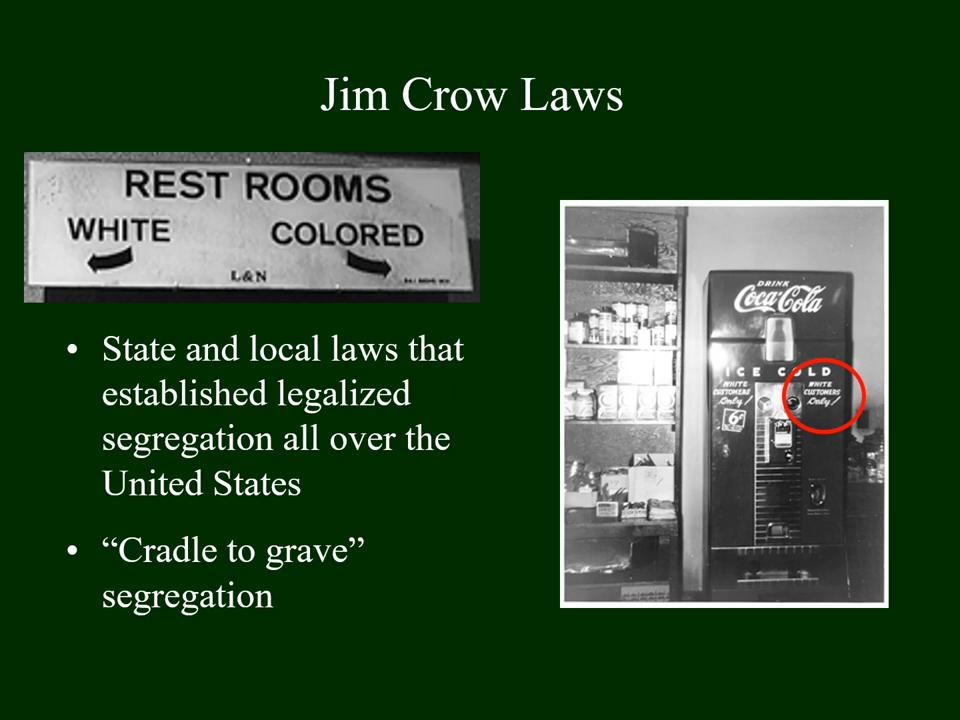 Jim Crow Laws
REST ROOMS
WHITE COLORED
L&N
• State and local laws that
established legalized
segregation all over the
United States
• “Cradle to grave”
segregation
DRINK
Coca-Cola
ICE COLD
WHITE
CUSTOMERS
Only!
6¢
WHITE
CUSTOMERS
Only!